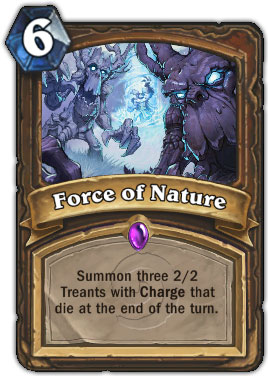 6
Force of Nature
Summon three 2/2
Treants with Charge that
die at the end of the turn.